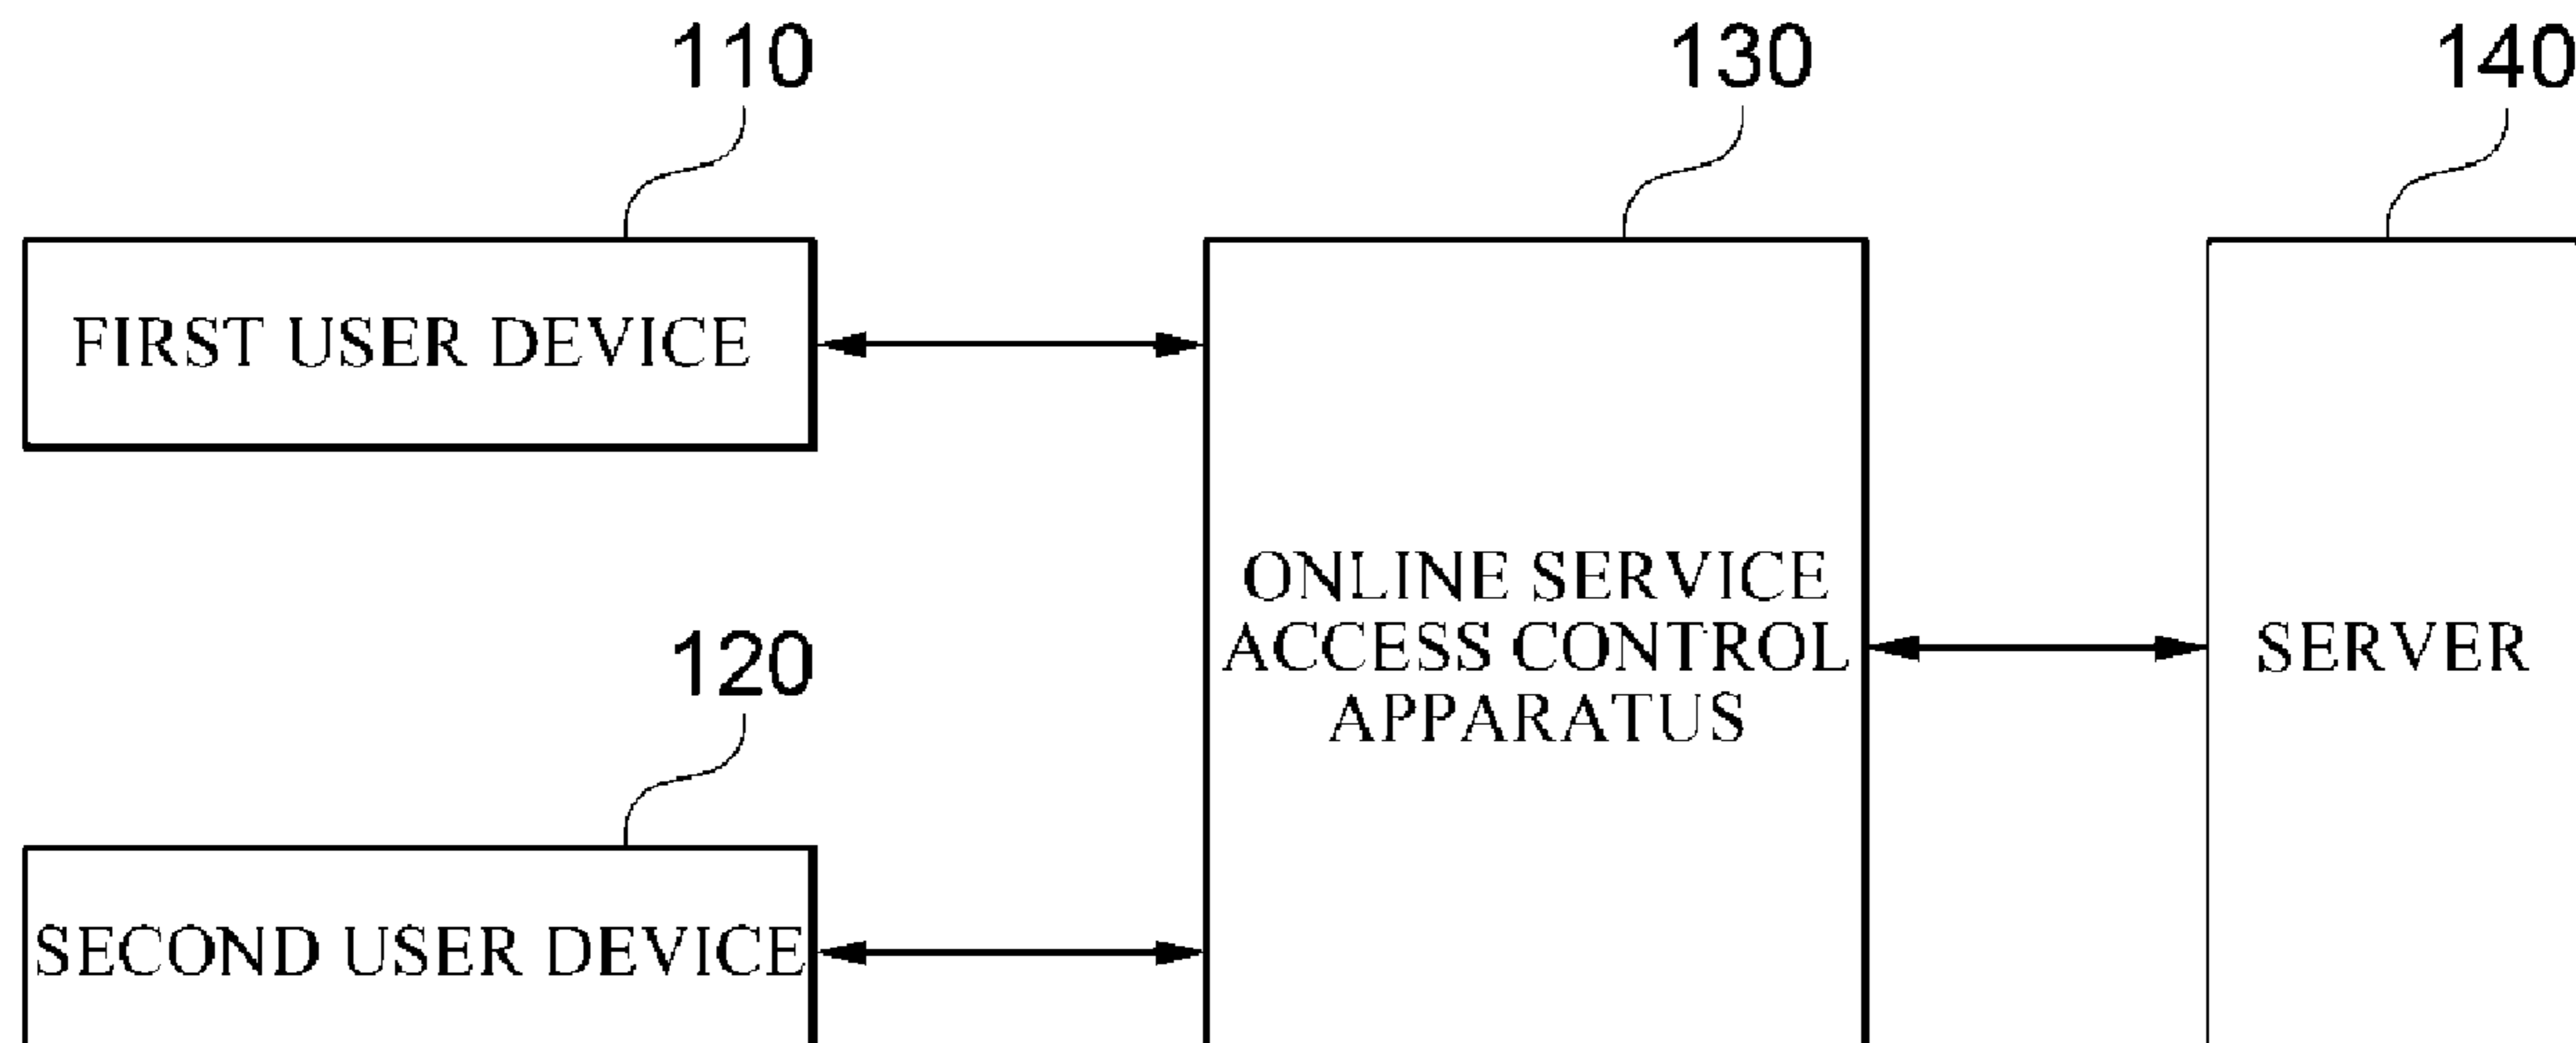 110
130
140
FIRST USER DEVICE
ONLINE SERVICE
ACCESS CONTROL
APPARATUS
SERVER
120
SECOND USER DEVICE